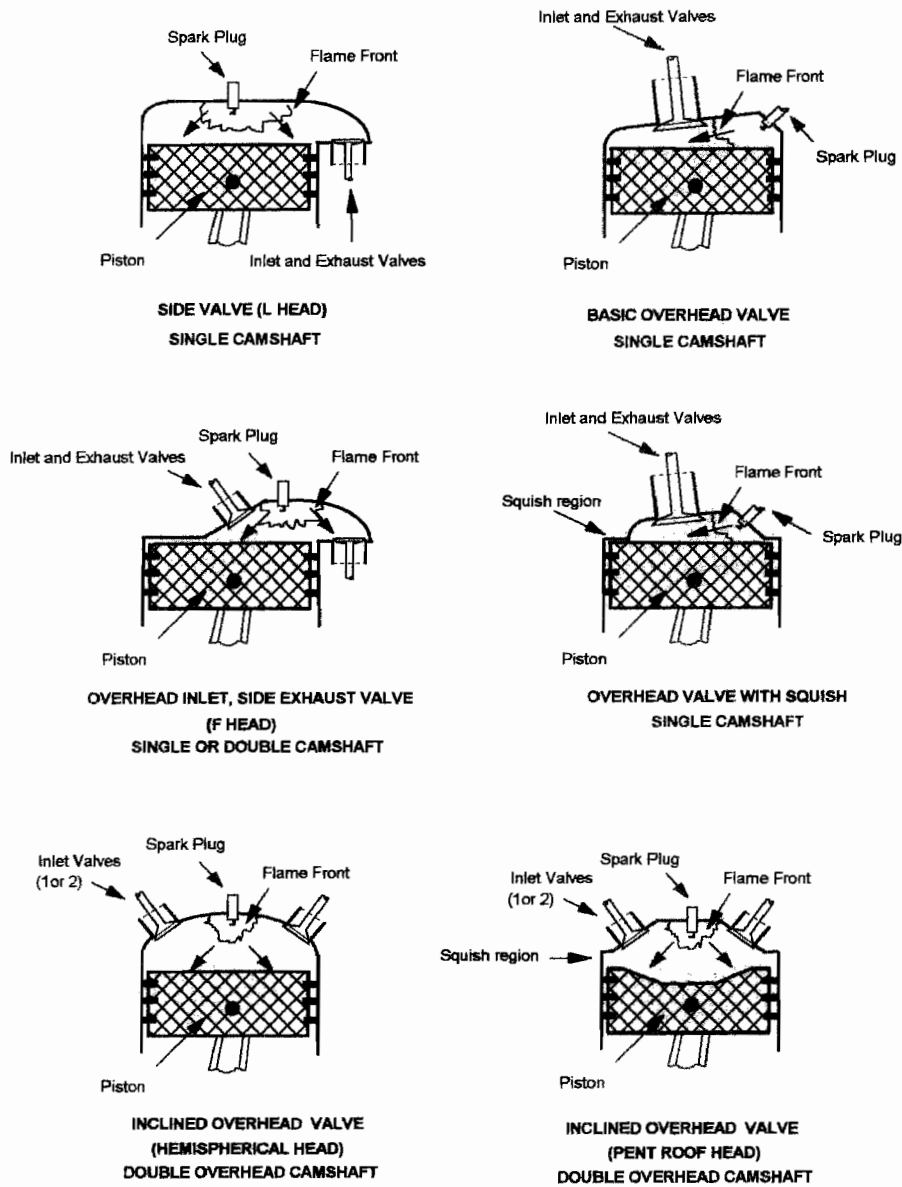 Spark Plug
Flame Front
Piston
Inlet and Exhaust Valves
SIDE VALVE (L HEAD)
SINGLE CAMSHAFT
Inlet and Exhaust Valves
Flame Front
Spark Plug
Piston
BASIC OVERHEAD VALVE
SINGLE CAMSHAFT
Inlet and Exhaust Valves
Spark Plug
Flame Front
Piston
OVERHEAD INLET, SIDE EXHAUST VALVE
(F HEAD)
SINGLE OR DOUBLE CAMSHAFT
Inlet and Exhaust Valves
Squish region
Flame Front
Spark Plug
Piston
OVERHEAD VALVE WITH SQUISH
SINGLE CAMSHAFT
Inlet Valves
(1or 2)
Spark Plug
Flame Front
Piston
INCLINED OVERHEAD VALVE
(HEMISPHERICAL HEAD)
DOUBLE OVERHEAD CAMSHAFT
Inlet Valves
(1or 2)
Spark Plug
Flame Front
Squish region
Piston
INCLINED OVERHEAD VALVE
(PENT ROOF HEAD)
DOUBLE OVERHEAD CAMSHAFT